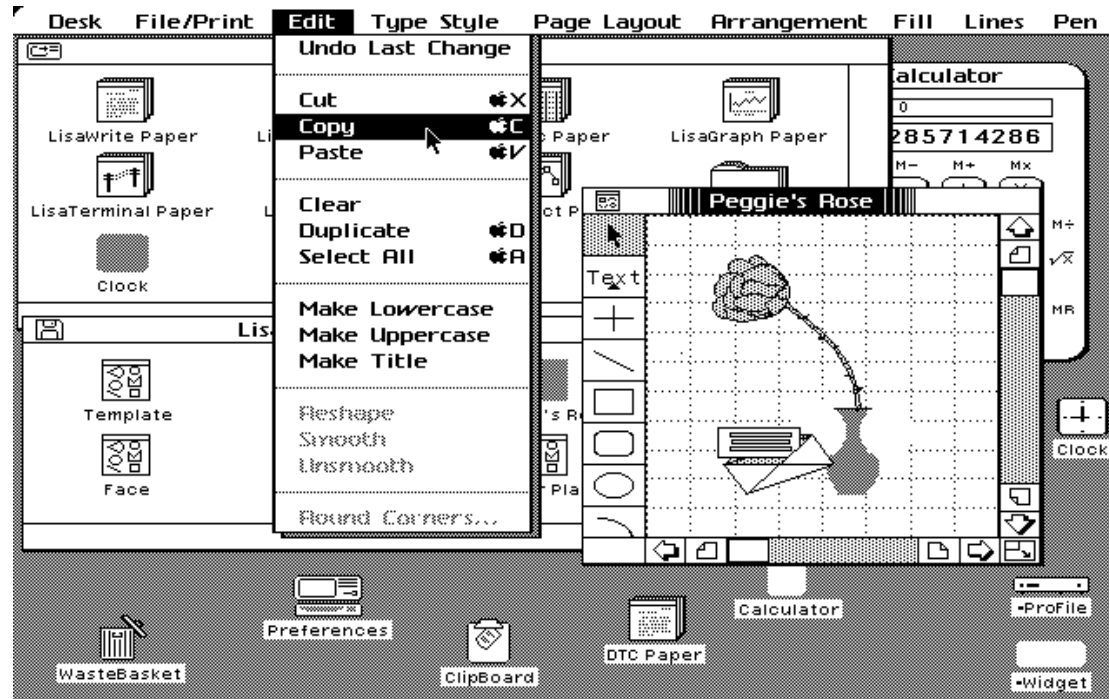 Desk File/Print Edit Type Style Page Layout Arrangement Fill Lines Pen
Undo Last Change
Cut X
Copy C
Paste V
Clear
Duplicate D
Select All A
Make Lowercase
Make Uppercase
Make Title
Reshape
Smooth
Unsmooth
Round Corners...
LisaWrite Paper
Paper
LisaGraph Paper
LisaTerminal Paper
Clock
Template
Face
Calculator
0
285714286
M- M+ Mx
M÷
√x
MR
Peggie's Rose
Text
Clock
Preferences
WasteBasket
ClipBoard
DTC Paper
Calculator
-ProFile
-Widget